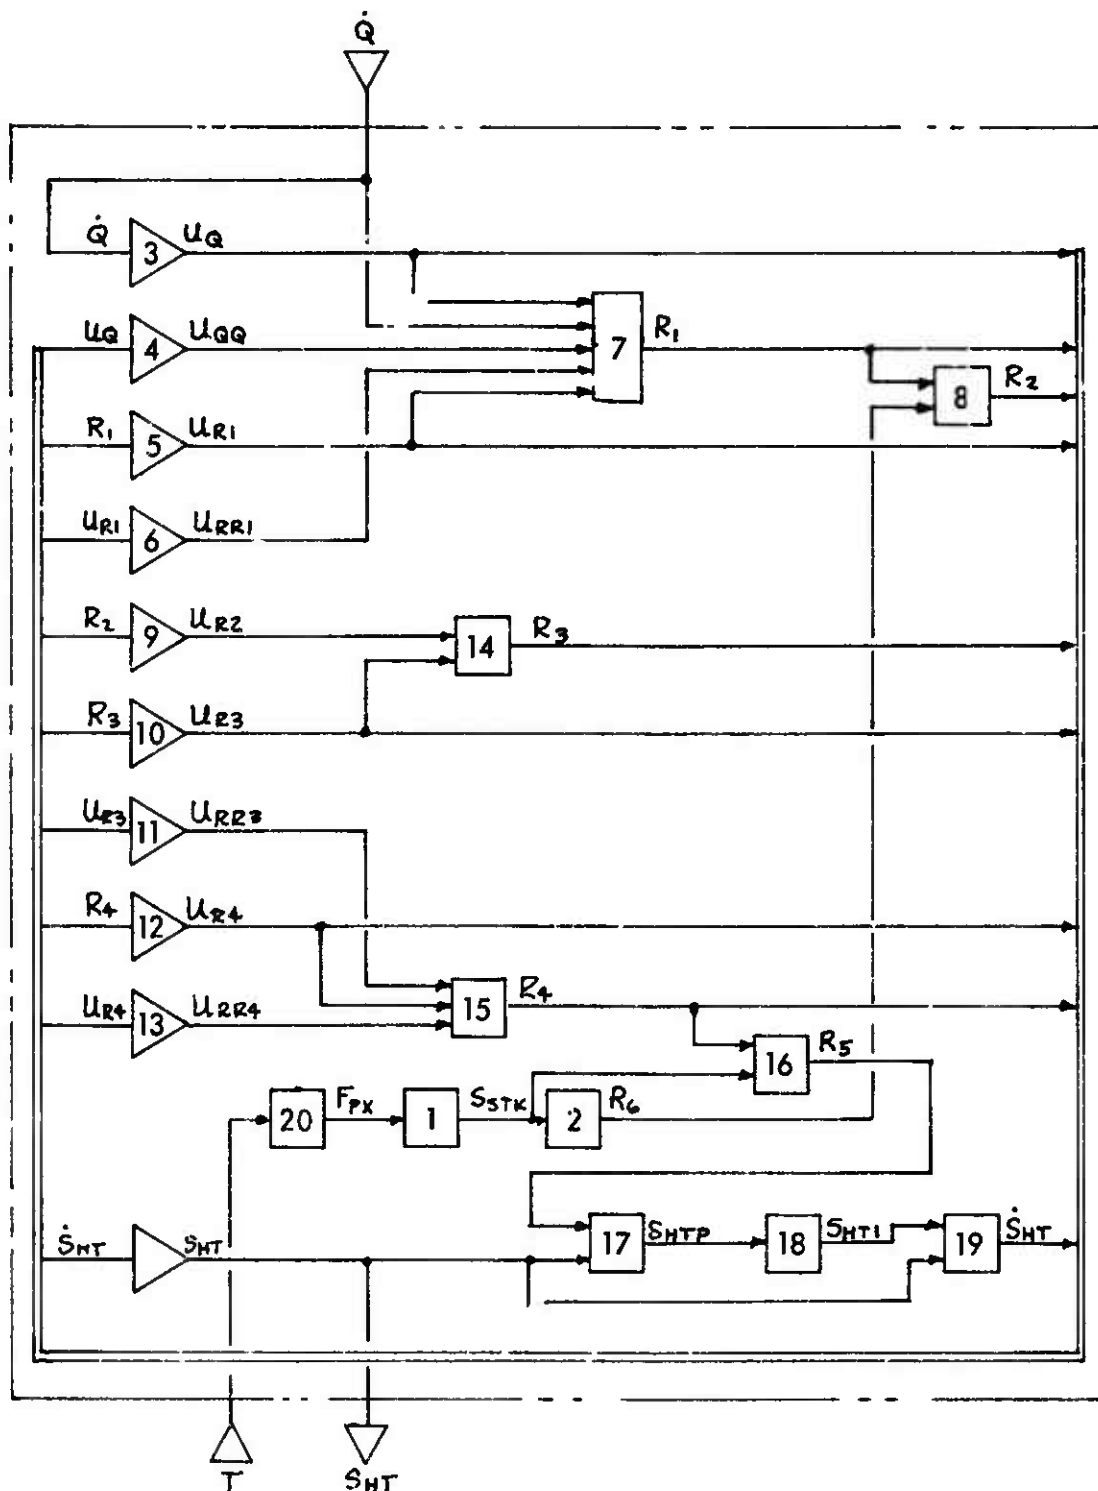 Q̇
Q̇ 3 U_Q
U_Q 4 U_QQ 7 R_1
8 R_2
R_1 5 U_R1
U_R1 6 U_RR1
R_2 9 U_R2 14 R_3
R_3 10 U_R3
U_R3 11 U_RR3
R_4 12 U_R4
U_R4 13 U_RR4 15 R_4
16 R_5
20 F_PX 1 S_STK 2 R_6
Ṡ_HT S_HT 17 S_HTP 18 S_HT1 19 Ṡ_HT
T S_HT